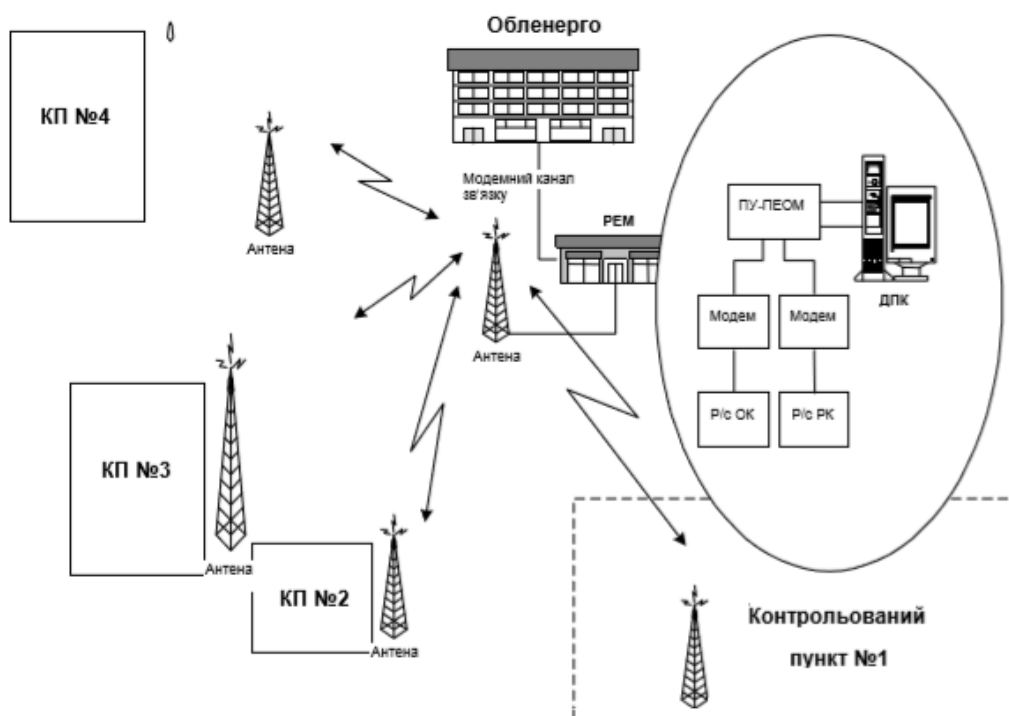 Обленерго
КП №4
Модемний канал
зв'язку
Антена
РЕМ
ПУ-ПЕОМ
ДПК
Модем
Модем
Антена
Р/с ОК
Р/с РК
КП №3
Антена
КП №2
Антена
Контрольований
пункт №1